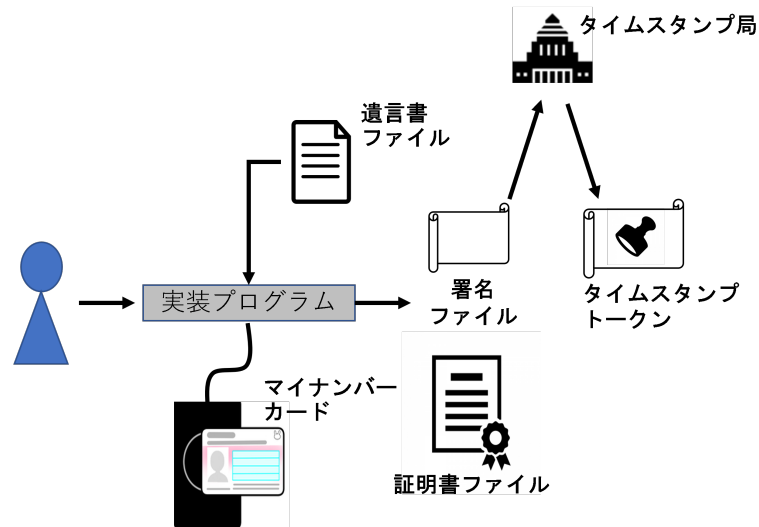 タイムスタンプ局
遺言書
ファイル
実装プログラム
署名
ファイル
タイムスタンプ
トークン
マイナンバー
カード
証明書ファイル